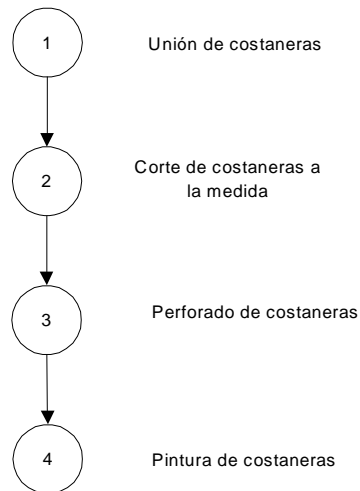 1
Unión de costaneras
2
Corte de costaneras a
la medida
3
Perforado de costaneras
4
Pintura de costaneras